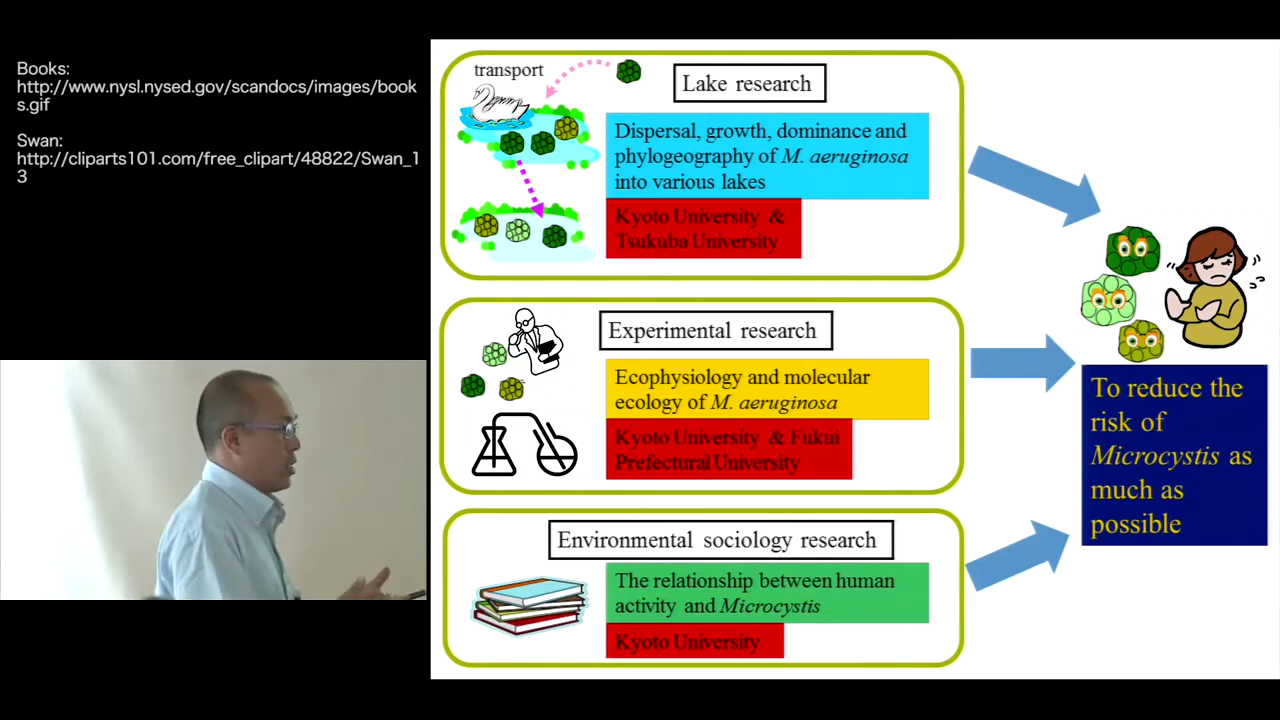 Books:
http://www.nysl.nysed.gov/scandocs/images/book
s.gif
Swan:
http://cliparts101.com/free_clipart/48822/Swan_1
3
transport
Lake research
Dispersal, growth, dominance and
phylogeography of M. aeruginosa
into various lakes
Kyoto University &
Tsukuba University
Experimental research
Ecophysiology and molecular
ecology of M. aeruginosa
Kyoto University & Fukui
Prefectural University
Environmental sociology research
The relationship between human
activity and Microcystis
Kyoto University
To reduce the
risk of
Microcystis as
much as
possible